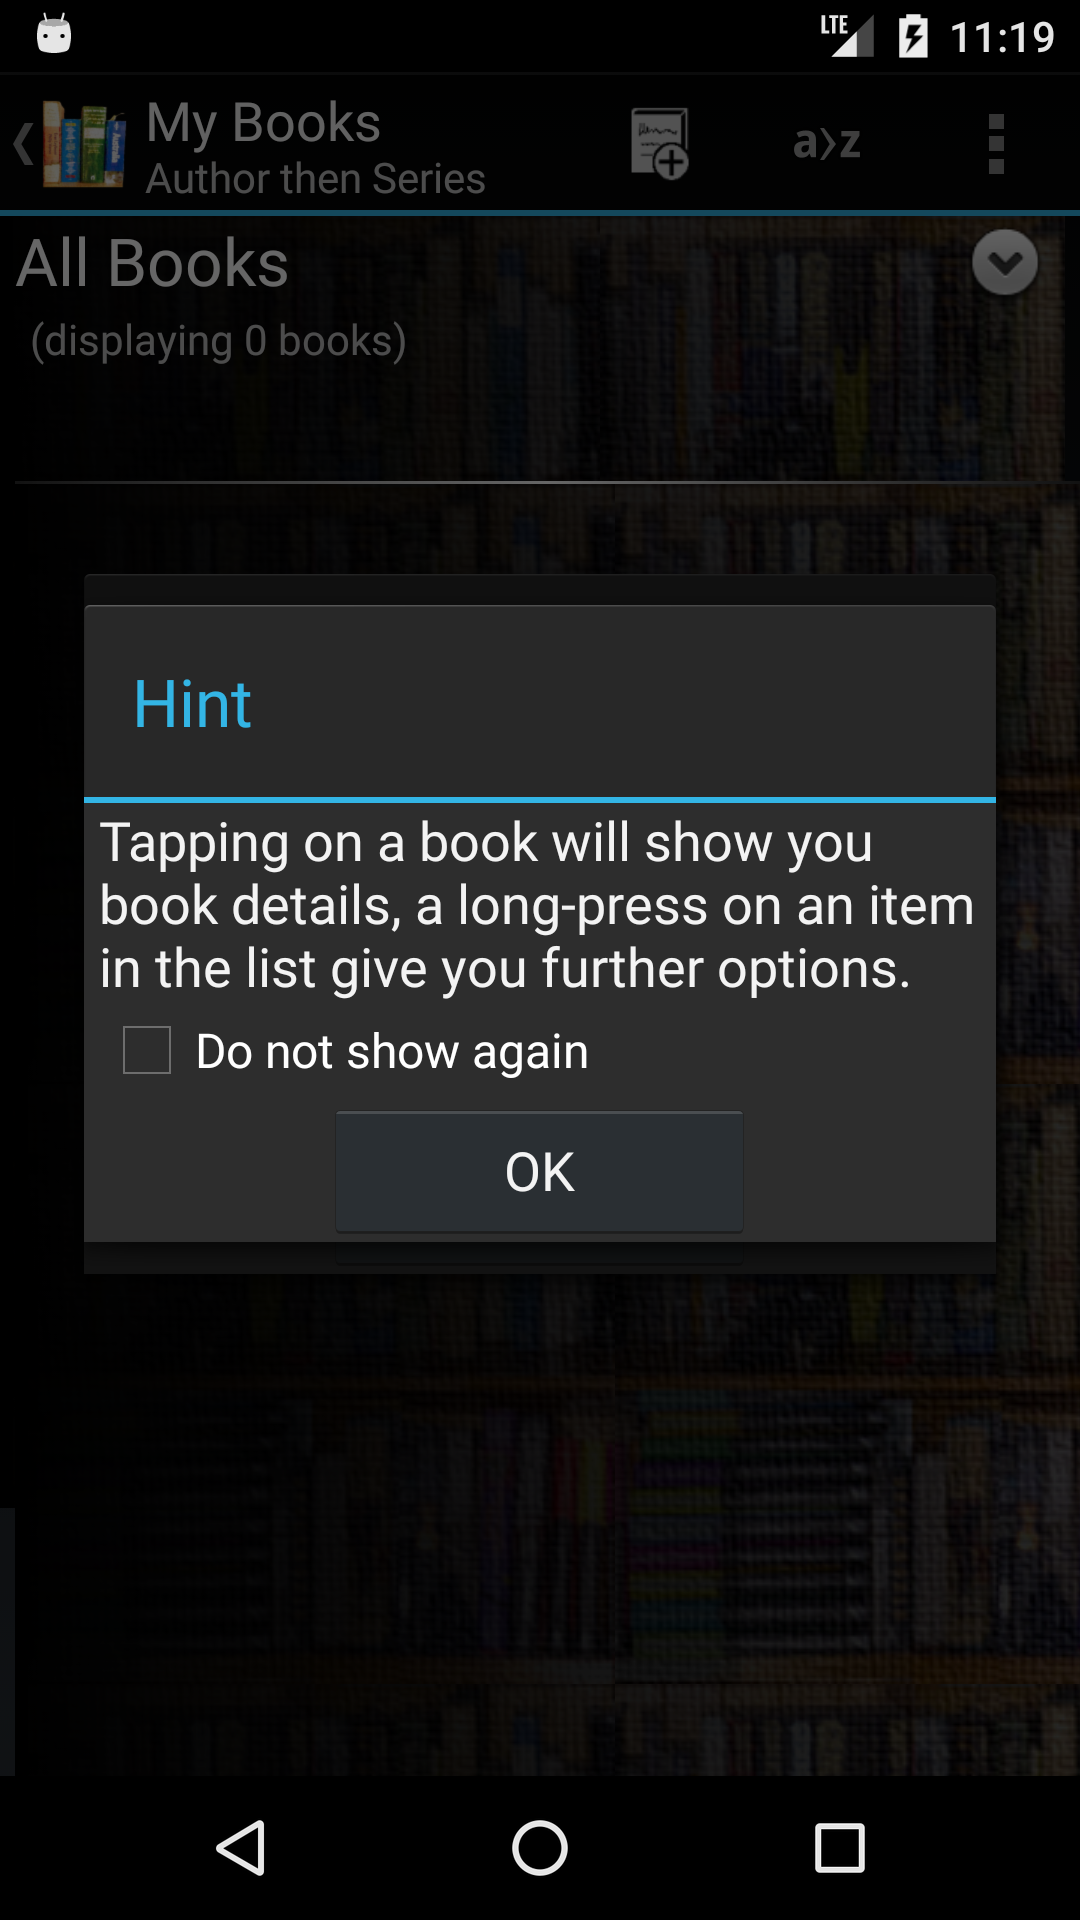 LTE 11:19
My Books
Author then Series
a›z
All Books
(displaying 0 books)
Hint
Tapping on a book will show you
book details, a long-press on an item
in the list give you further options.
Do not show again
OK